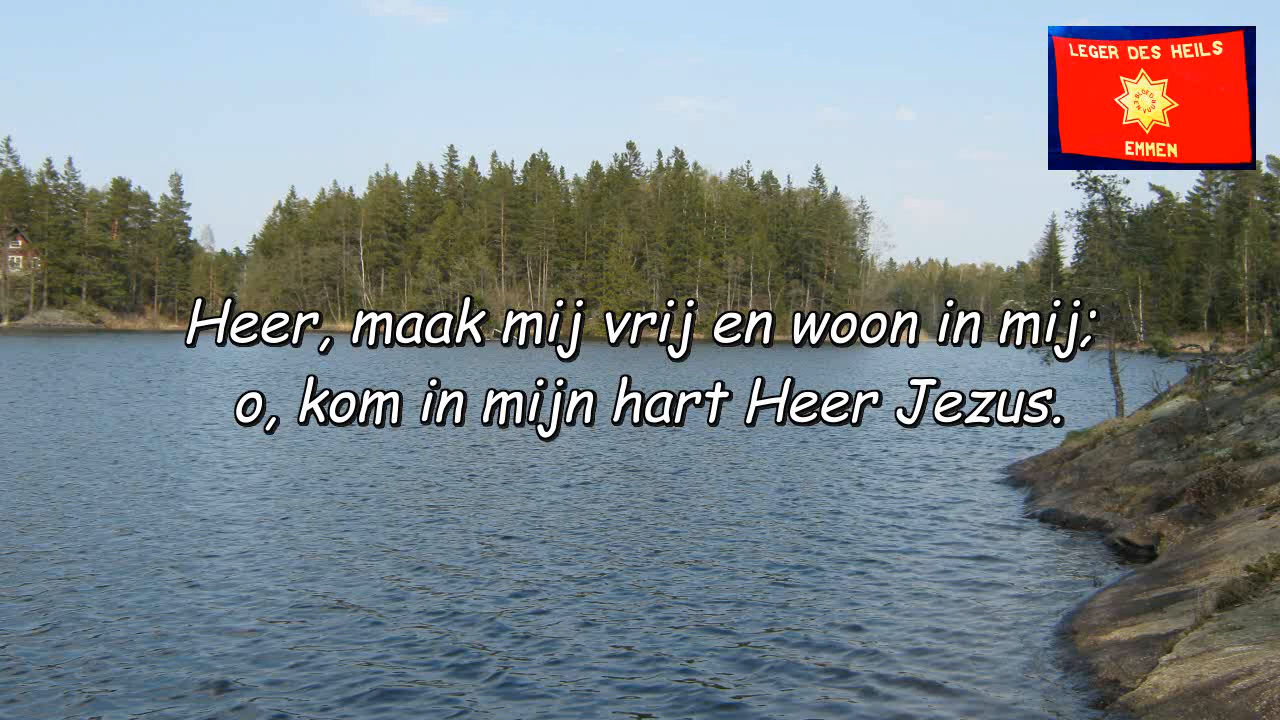 LEGER DES HEILS
EMMEN
Heer, maak mij vrij en woon in mij;
o, kom in mijn hart Heer Jezus.